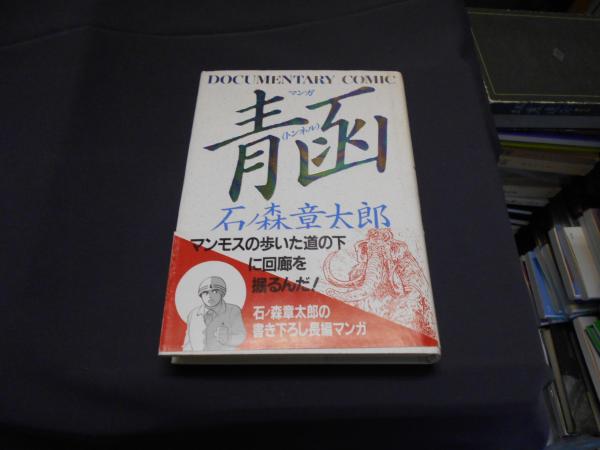 DOCUMENTARY COMIC
マンガ
青函
(トンネル)
石ノ森章太郎
マンモスの歩いた道の下
に回廊を
掘るんだ!
石ノ森章太郎の
書き下ろし長編マンガ